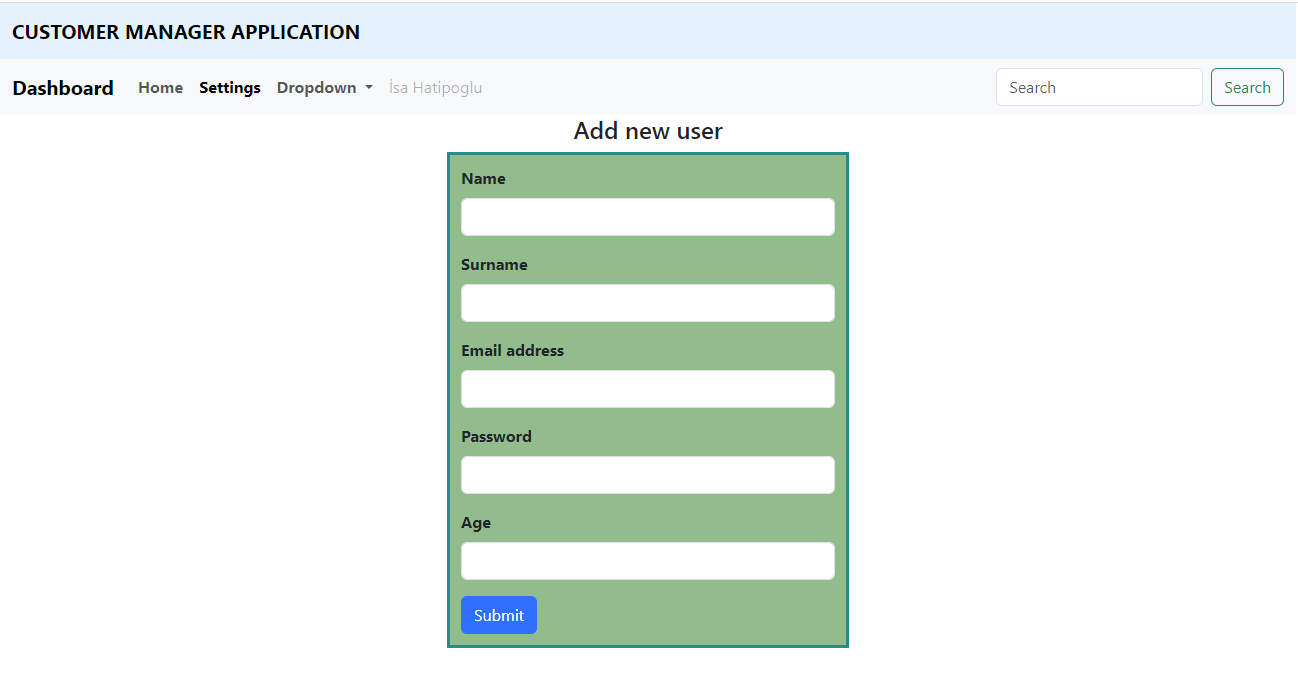 CUSTOMER MANAGER APPLICATION
Dashboard Home Settings Dropdown İsa Hatipoglu Search Search
Add new user
Name
Surname
Email address
Password
Age
Submit